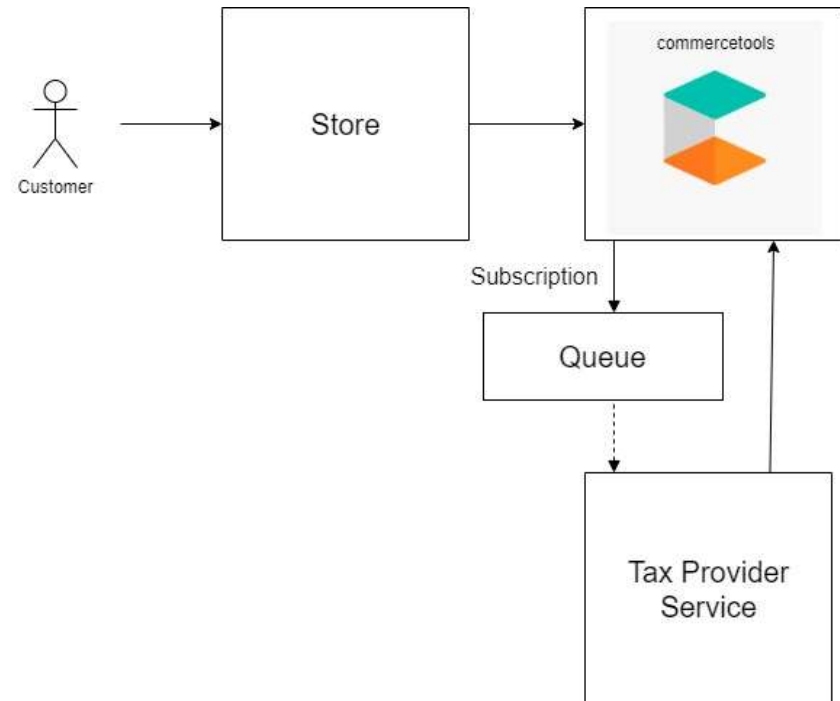 commercetools
Store
Customer
Subscription
Queue
Tax Provider
Service